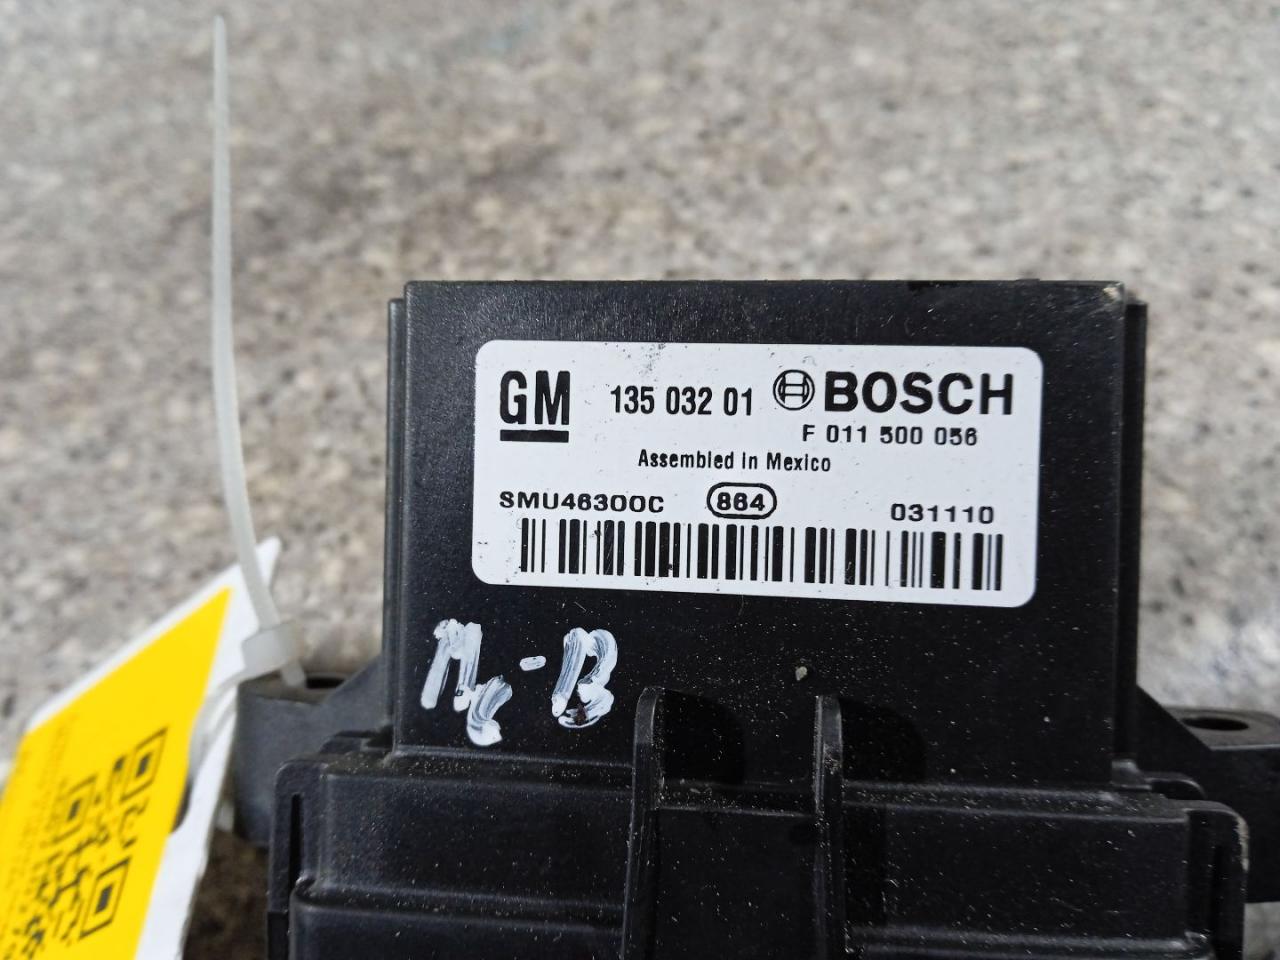 GM 135 032 01 BOSCH
F 011 500 056
Assembled in Mexico
SMU46300C 864 031110